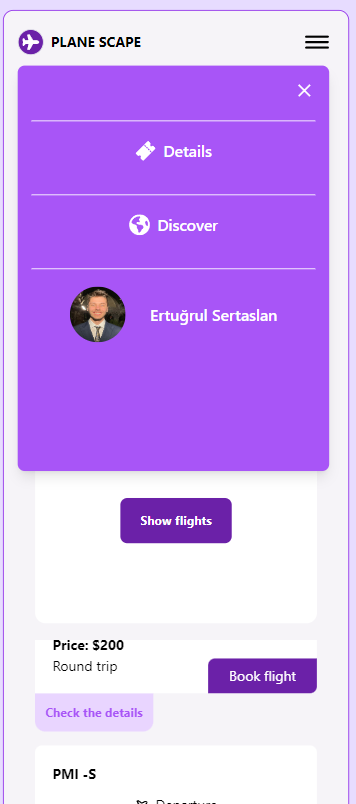 PLANE SCAPE
Details
Discover
Ertuğrul Sertaslan
Show flights
Price: $200
Round trip
Book flight
Check the details
PMI -S
Departure